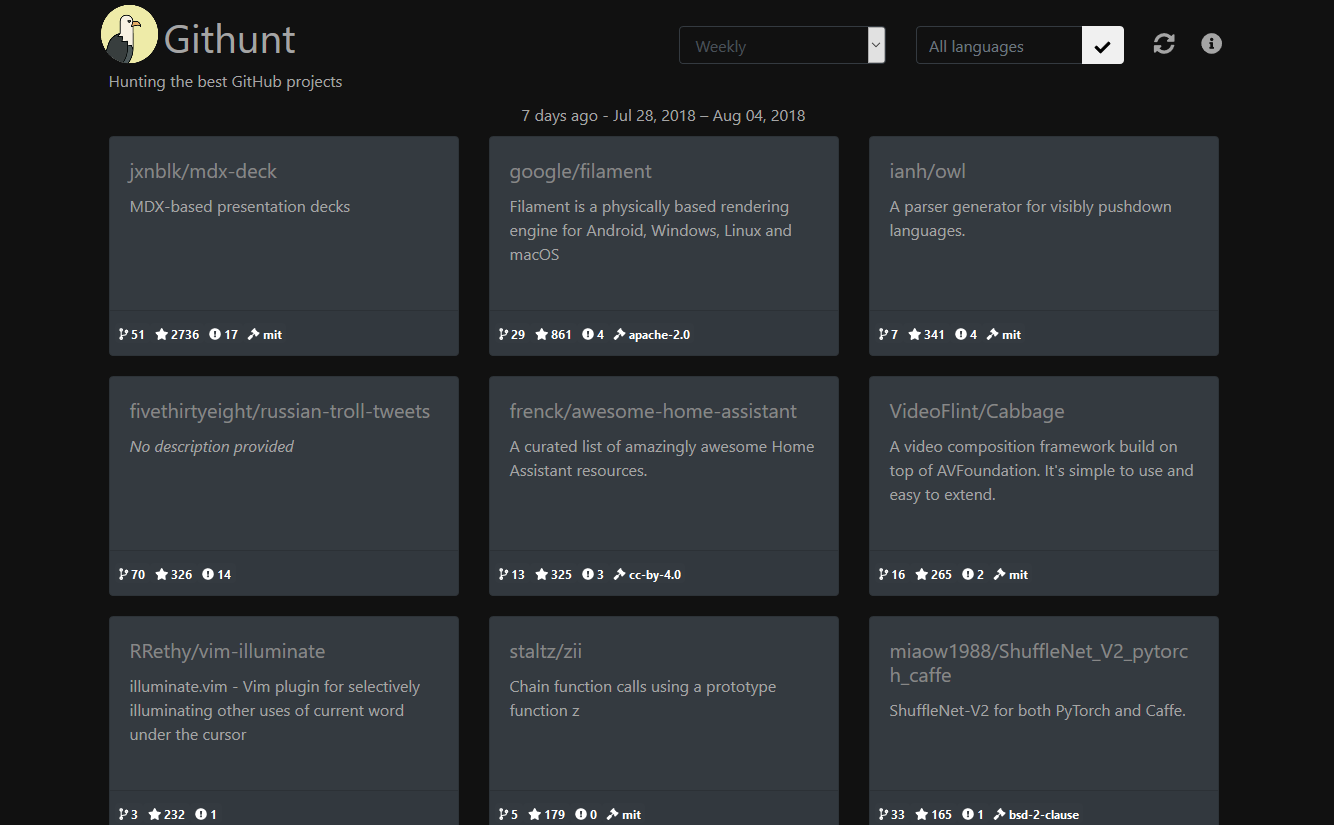 Githunt
Weekly
All languages
Hunting the best GitHub projects
7 days ago - Jul 28, 2018 – Aug 04, 2018
jxnblk/mdx-deck
MDX-based presentation decks
51 2736 17 mit
google/filament
Filament is a physically based rendering
engine for Android, Windows, Linux and
macOS
29 861 4 apache-2.0
ianh/owl
A parser generator for visibly pushdown
languages.
7 341 4 mit
fivethirtyeight/russian-troll-tweets
No description provided
70 326 14
frenck/awesome-home-assistant
A curated list of amazingly awesome Home
Assistant resources.
13 325 3 cc-by-4.0
VideoFlint/Cabbage
A video composition framework build on
top of AVFoundation. It's simple to use and
easy to extend.
16 265 2 mit
RRethy/vim-illuminate
illuminate.vim - Vim plugin for selectively
illuminating other uses of current word
under the cursor
3 232 1
staltz/zii
Chain function calls using a prototype
function z
5 179 0 mit
miaow1988/ShuffleNet_V2_pytorc
h_caffe
ShuffleNet-V2 for both PyTorch and Caffe.
33 165 1 bsd-2-clause